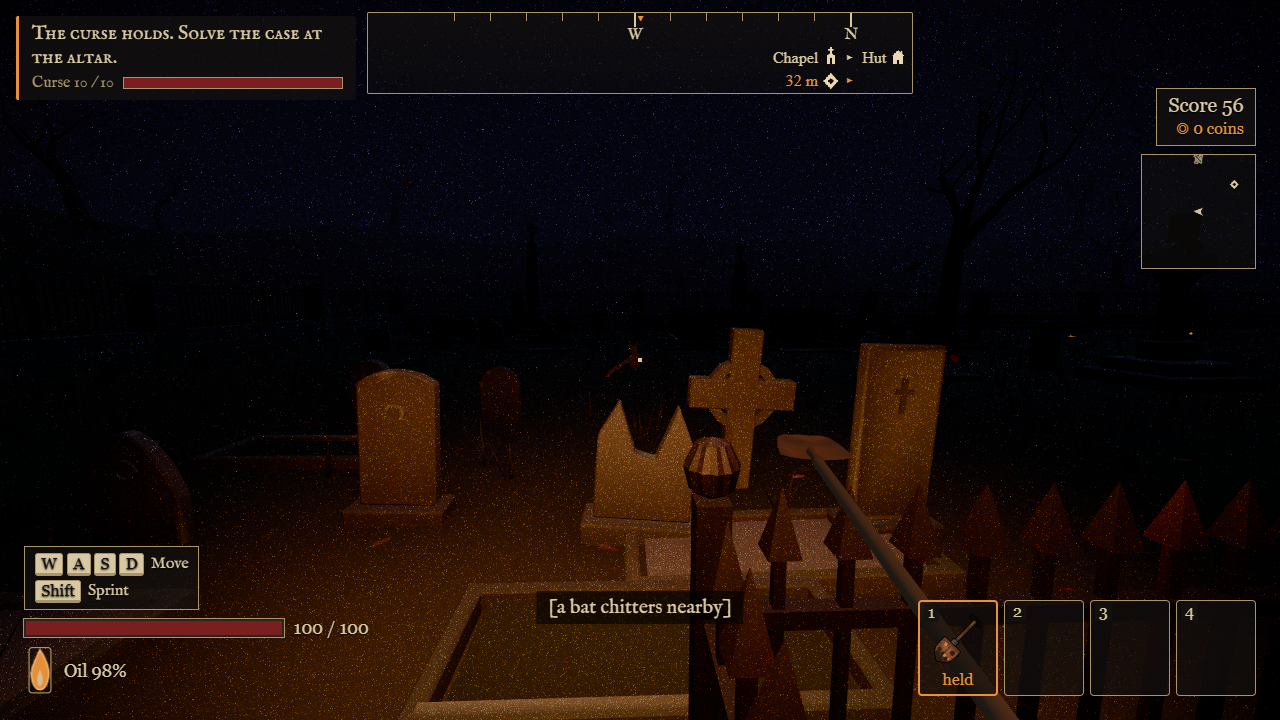 The curse holds. Solve the case at
the altar.
Curse 10 / 10
W
N
Chapel
Hut
32 m
Score 56
0 coins
N
W A S D Move
Shift Sprint
[a bat chitters nearby]
100 / 100
Oil 98%
1
2
3
4
held